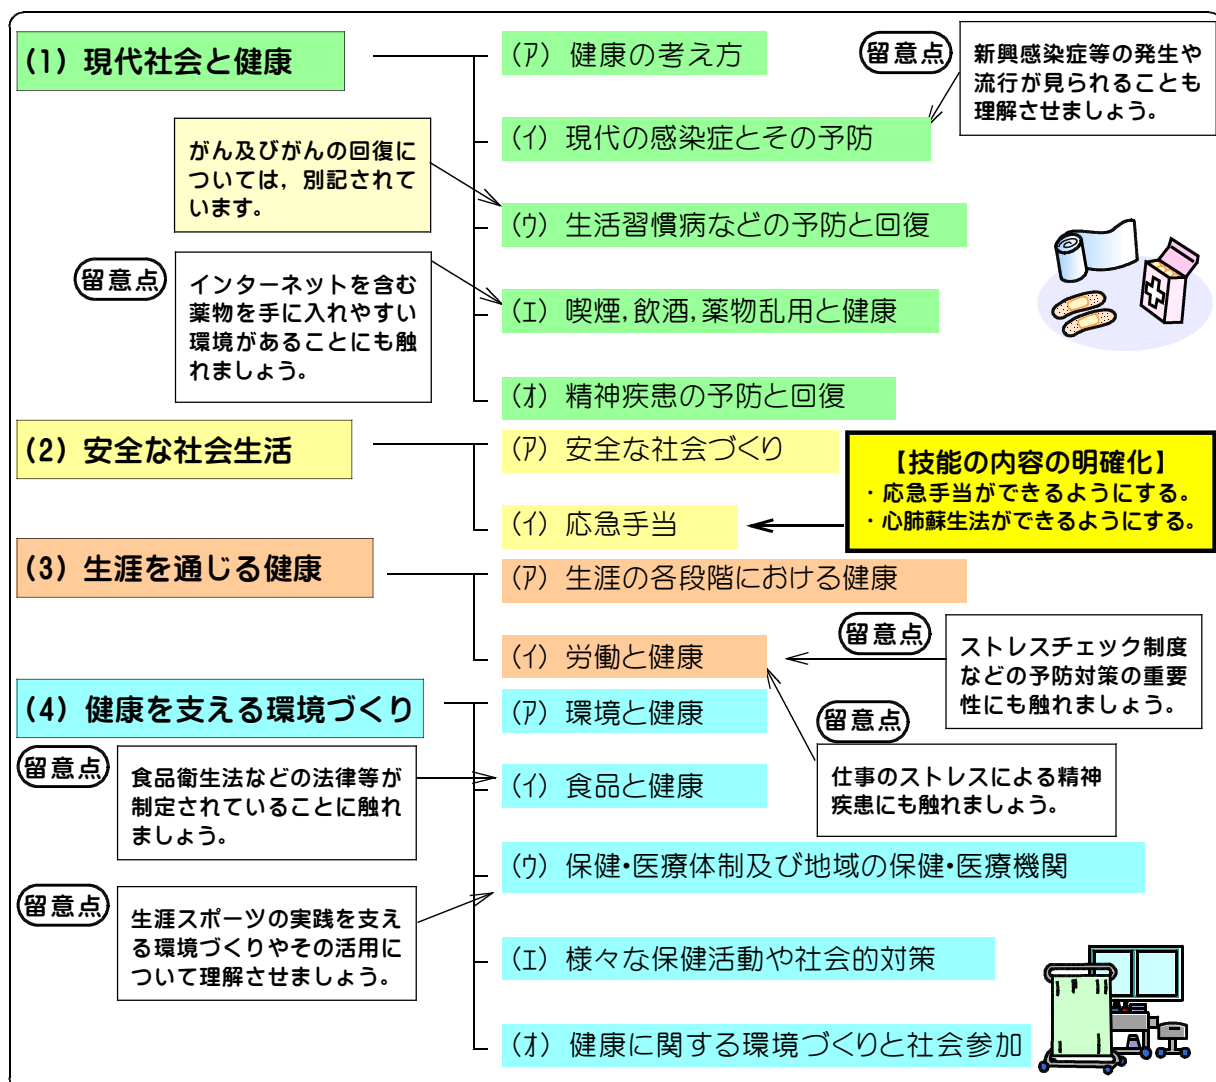 (1) 現代社会と健康
(ｱ) 健康の考え方
留意点
新興感染症等の発生や
流行が見られることも
理解させましょう。
(ｲ) 現代の感染症とその予防
がん及びがんの回復に
ついては，別記されて
います。
(ｳ) 生活習慣病などの予防と回復
留意点
インターネットを含む
薬物を手に入れやすい
環境があることにも触
れましょう。
(ｴ) 喫煙，飲酒，薬物乱用と健康
(ｵ) 精神疾患の予防と回復
(2) 安全な社会生活
(ｱ) 安全な社会づくり
【技能の内容の明確化】
・応急手当ができるようにする。
・心肺蘇生法ができるようにする。
(ｲ) 応急手当
(3) 生涯を通じる健康
(ｱ) 生涯の各段階における健康
留意点
ストレスチェック制度
などの予防対策の重要
性にも触れましょう。
(ｲ) 労働と健康
留意点
仕事のストレスによる精神
疾患にも触れましょう。
(4) 健康を支える環境づくり
(ｱ) 環境と健康
留意点
食品衛生法などの法律等が
制定されていることに触れ
ましょう。
(ｲ) 食品と健康
(ｳ) 保健・医療体制及び地域の保健・医療機関
留意点
生涯スポーツの実践を支え
る環境づくりやその活用に
ついて理解させましょう。
(ｴ) 様々な保健活動や社会的対策
(ｵ) 健康に関する環境づくりと社会参加